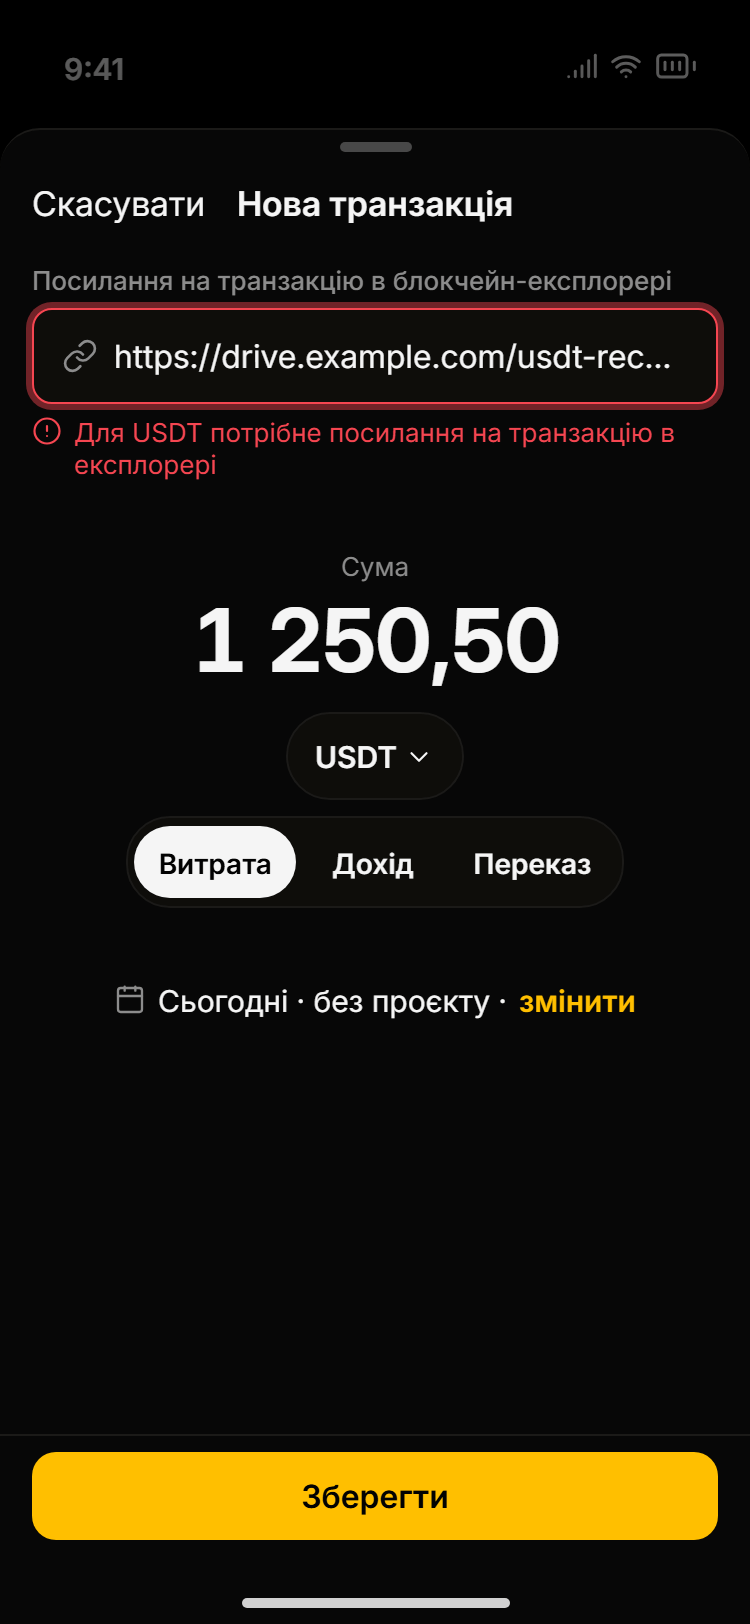 9:41
Скасувати Нова транзакція
Посилання на транзакцію в блокчейн-експлорері
https://drive.example.com/usdt-rec...
Для USDT потрібне посилання на транзакцію в
експлорері
Сума
1 250,50
USDT
Витрата Дохід Переказ
Сьогодні · без проєкту · змінити
Зберегти